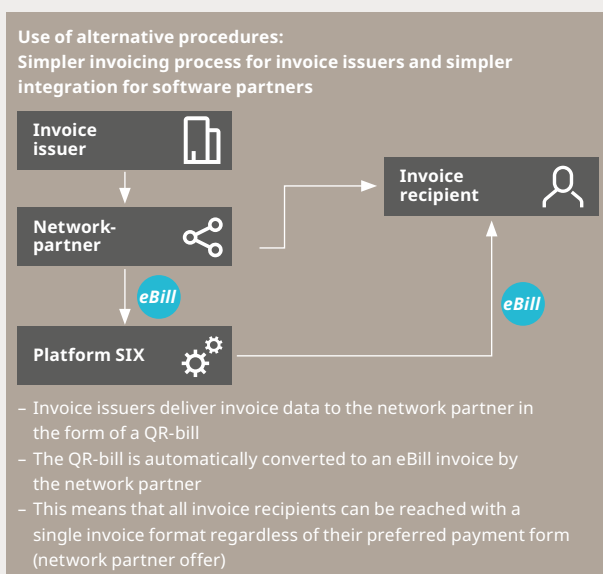 Use of alternative procedures:
Simpler invoicing process for invoice issuers and simpler
integration for software partners
Invoice
issuer
Invoice
recipient
Network-
partner
eBill
eBill
Platform SIX
– Invoice issuers deliver invoice data to the network partner in
the form of a QR-bill
– The QR-bill is automatically converted to an eBill invoice by
the network partner
– This means that all invoice recipients can be reached with a
single invoice format regardless of their preferred payment form
(network partner offer)